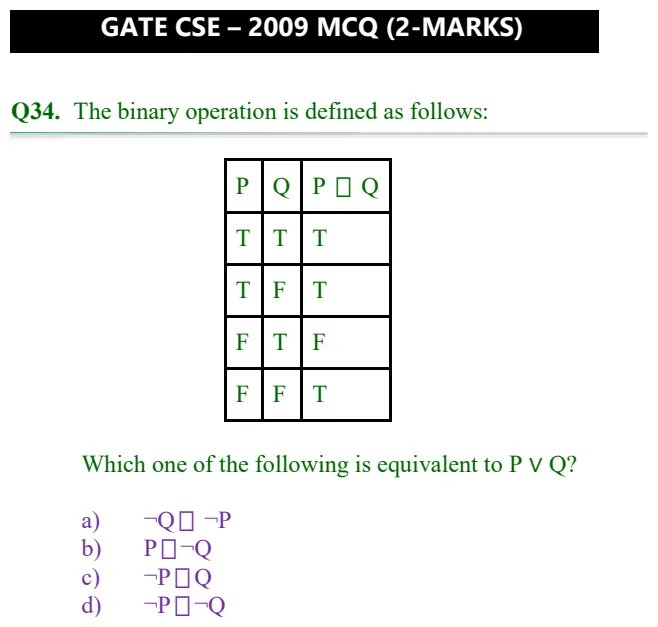 GATE CSE – 2009 MCQ (2-MARKS)
Q34. The binary operation is defined as follows:
P Q P □ Q
T T T
T F T
F T F
F F T
Which one of the following is equivalent to P ∨ Q?
a) ¬Q□ ¬P
b) P□¬Q
c) ¬P□Q
d) ¬P□¬Q